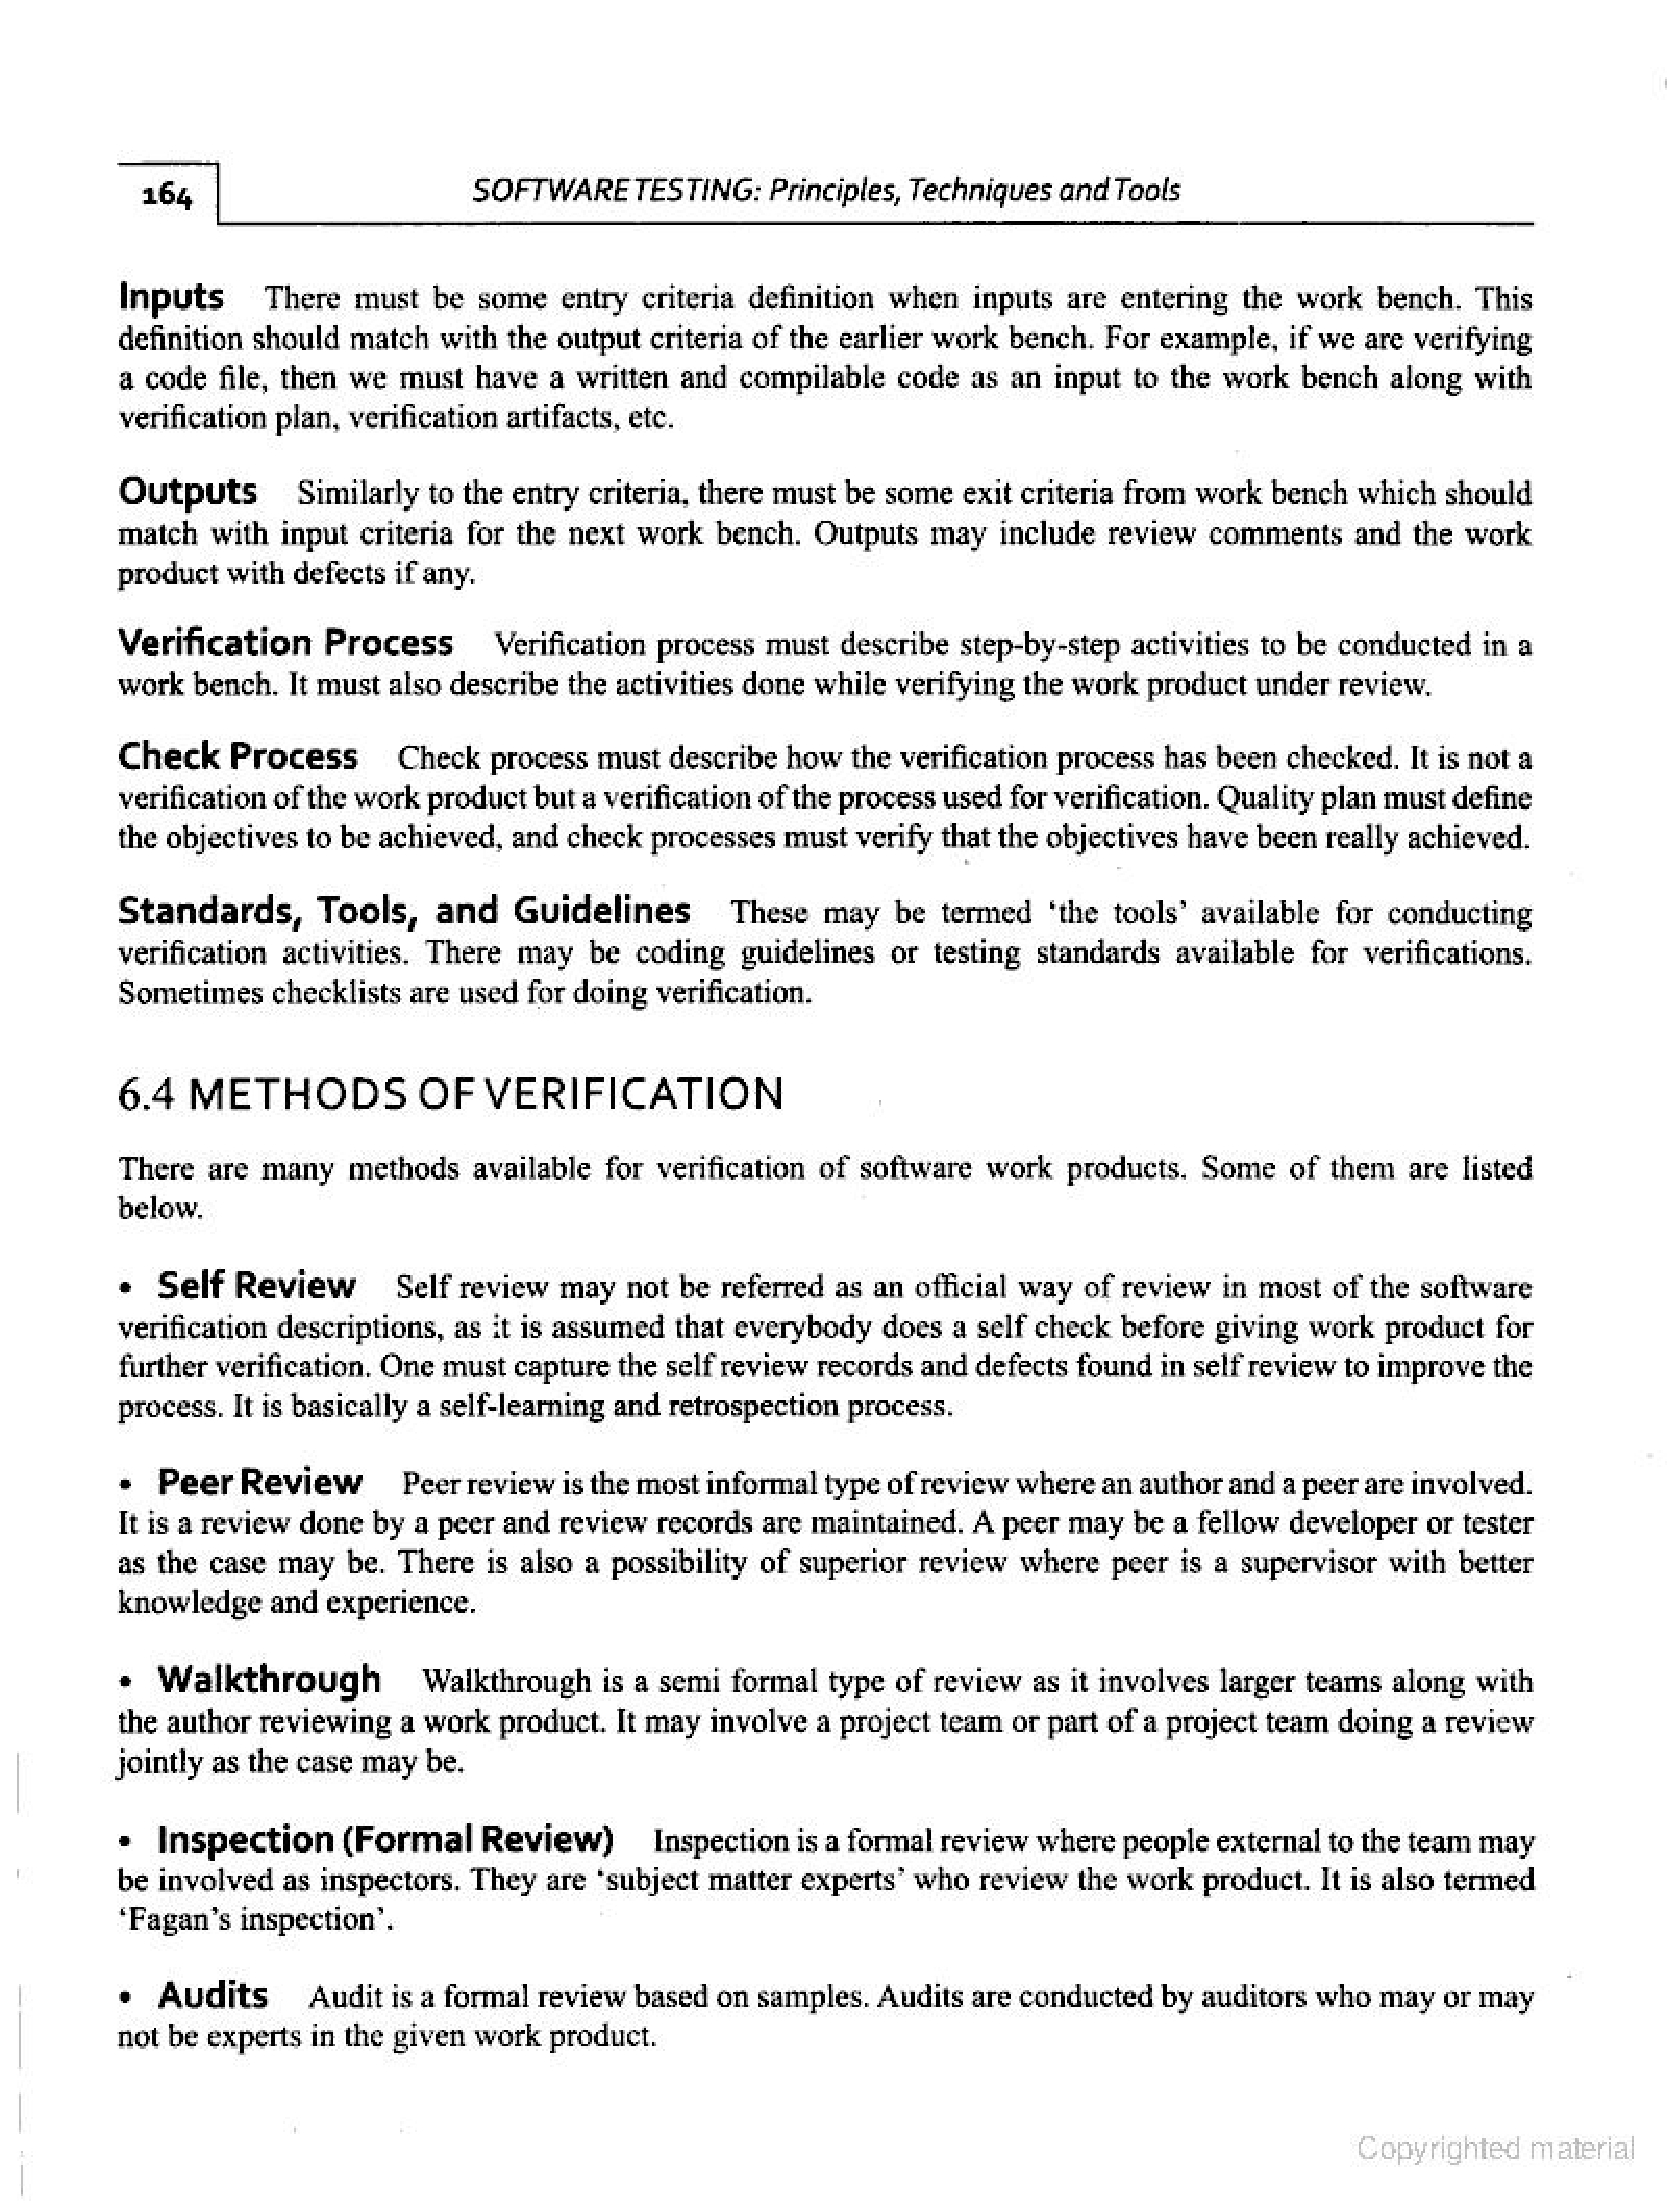 164
SOFTWARE TESTING: Principles, Techniques and Tools
Inputs There must be some entry criteria definition when inputs are entering the work bench. This
definition should match with the output criteria of the earlier work bench. For example, if we are verifying
a code file, then we must have a written and compilable code as an input to the work bench along with
verification plan, verification artifacts, etc.
Outputs Similarly to the entry criteria, there must be some exit criteria from work bench which should
match with input criteria for the next work bench. Outputs may include review comments and the work
product with defects if any.
Verification Process Verification process must describe step-by-step activities to be conducted in a
work bench. It must also describe the activities done while verifying the work product under review.
Check Process Check process must describe how the verification process has been checked. It is not a
verification of the work product but a verification of the process used for verification. Quality plan must define
the objectives to be achieved, and check processes must verify that the objectives have been really achieved.
Standards, Tools, and Guidelines These may be termed ‘the tools’ available for conducting
verification activities. There may be coding guidelines or testing standards available for verifications.
Sometimes checklists are used for doing verification.
6.4 METHODS OF VERIFICATION
There are many methods available for verification of software work products. Some of them are listed
below.
• Self Review Self review may not be referred as an official way of review in most of the software
verification descriptions, as it is assumed that everybody does a self check before giving work product for
further verification. One must capture the self review records and defects found in self review to improve the
process. It is basically a self-learning and retrospection process.
• Peer Review Peer review is the most informal type of review where an author and a peer are involved.
It is a review done by a peer and review records are maintained. A peer may be a fellow developer or tester
as the case may be. There is also a possibility of superior review where peer is a supervisor with better
knowledge and experience.
• Walkthrough Walkthrough is a semi formal type of review as it involves larger teams along with
the author reviewing a work product. It may involve a project team or part of a project team doing a review
jointly as the case may be.
• Inspection (Formal Review) Inspection is a formal review where people external to the team may
be involved as inspectors. They are ‘subject matter experts’ who review the work product. It is also termed
‘Fagan’s inspection’.
• Audits Audit is a formal review based on samples. Audits are conducted by auditors who may or may
not be experts in the given work product.
Copyrighted material